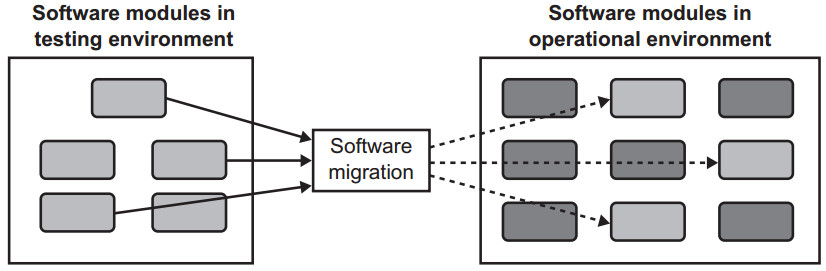 Software modules in
testing environment
Software modules in
operational environment
Software
migration